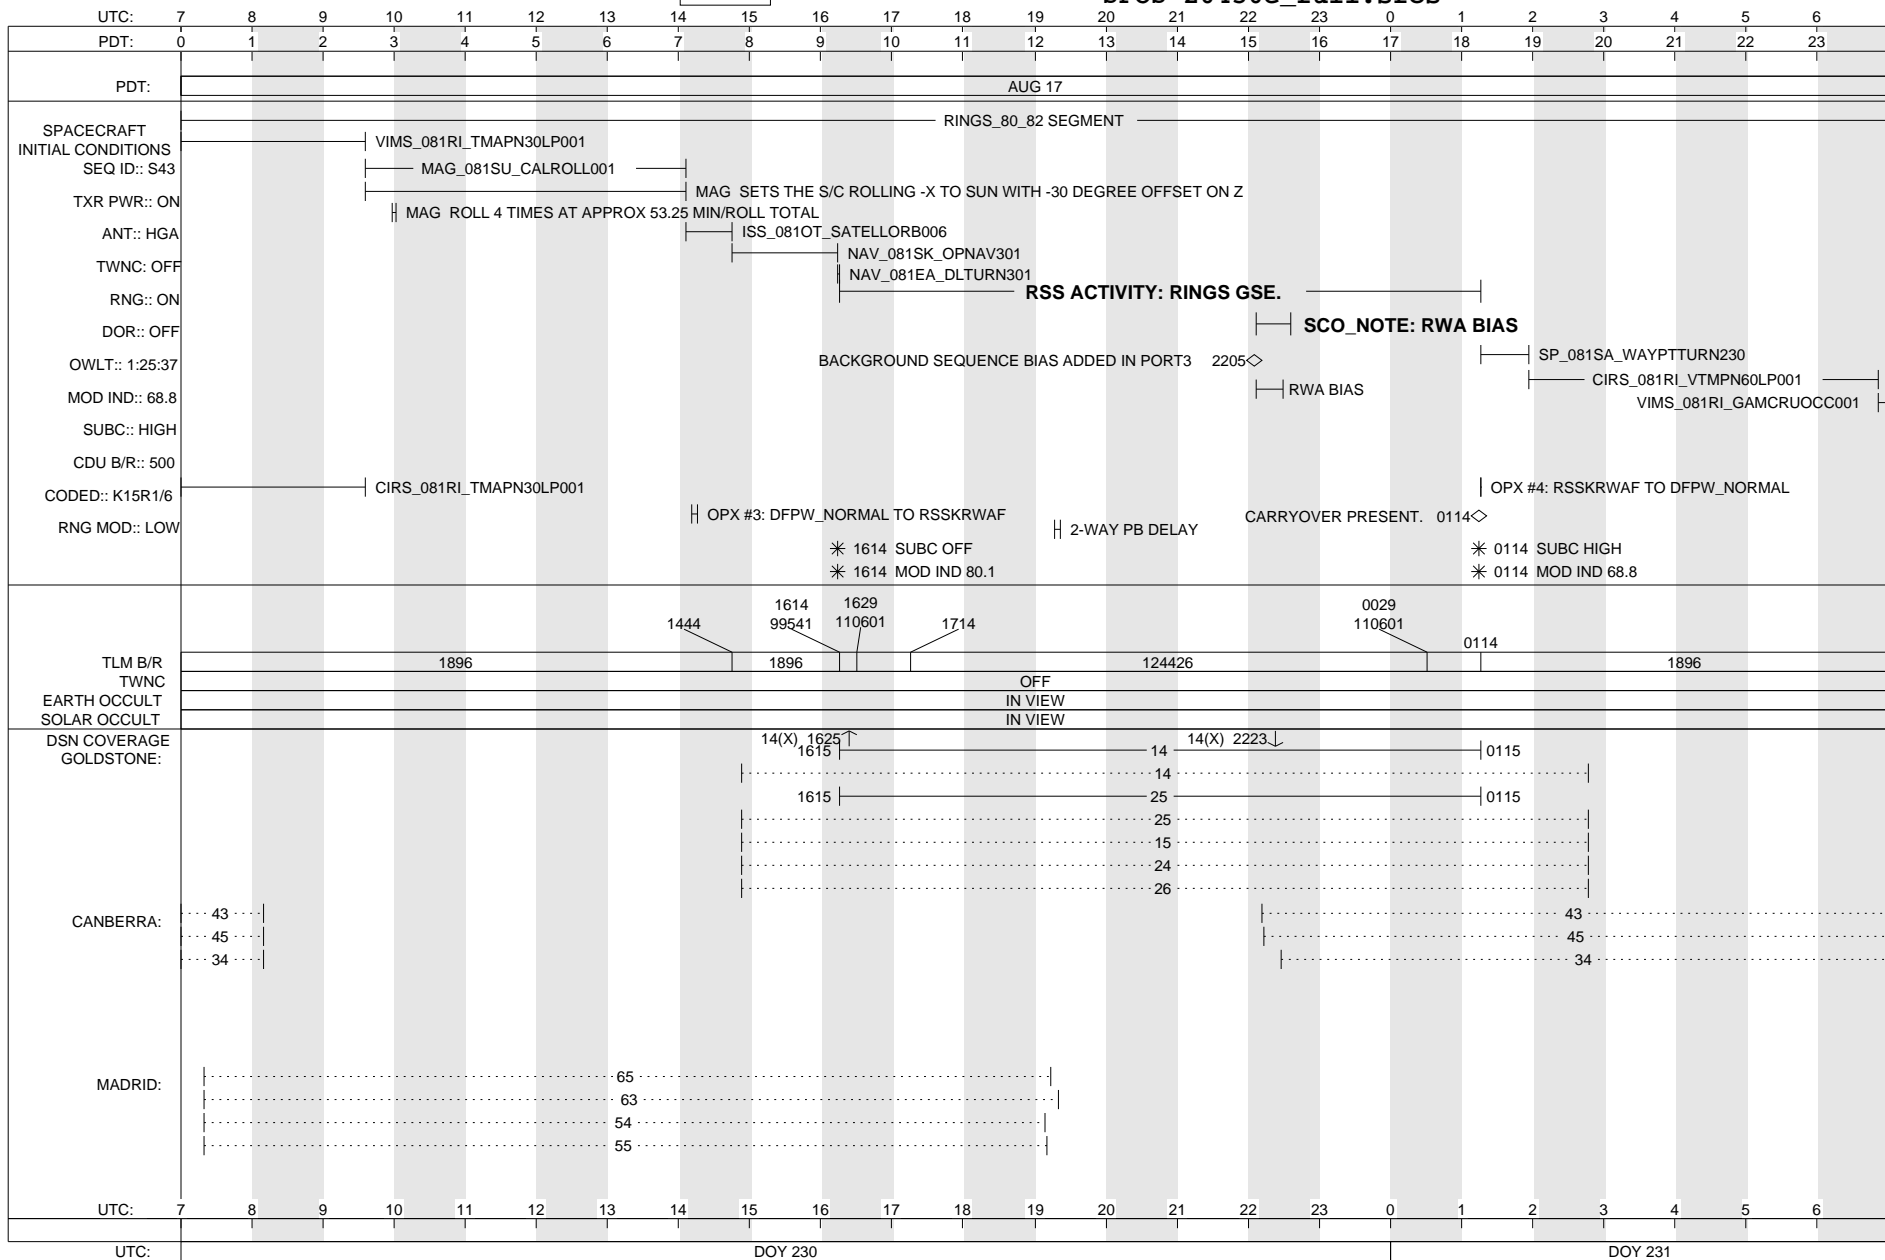 UTC: 7 8 9 10 11 12 13 14 15 16 17 18 19 20 21 22 23 0 1 2 3 4 5 6
PDT: 0 1 2 3 4 5 6 7 8 9 10 11 12 13 14 15 16 17 18 19 20 21 22 23
PDT: AUG 17
RINGS_80_82 SEGMENT
SPACECRAFT
INITIAL CONDITIONS
VIMS_081RI_TMAPN30LP001
SEQ ID:: S43
MAG_081SU_CALROLL001
MAG SETS THE S/C ROLLING -X TO SUN WITH -30 DEGREE OFFSET ON Z
TXR PWR:: ON
MAG ROLL 4 TIMES AT APPROX 53.25 MIN/ROLL TOTAL
ANT:: HGA
ISS_081OT_SATELLORB006
NAV_081SK_OPNAV301
TWNC: OFF
NAV_081EA_DLTURN301
RSS ACTIVITY: RINGS GSE.
RNG:: ON
SCO_NOTE: RWA BIAS
DOR:: OFF
SP_081SA_WAYPTTURN230
BACKGROUND SEQUENCE BIAS ADDED IN PORT3 2205
OWLT:: 1:25:37
CIRS_081RI_VTMPN60LP001
RWA BIAS
MOD IND:: 68.8
VIMS_081RI_GAMCRUOCC001
SUBC:: HIGH
CDU B/R:: 500
CIRS_081RI_TMAPN30LP001
OPX #4: RSSKRWAF TO DFPW_NORMAL
CODED:: K15R1/6
OPX #3: DFPW_NORMAL TO RSSKRWAF
CARRYOVER PRESENT. 0114
RNG MOD:: LOW
2-WAY PB DELAY
1614 SUBC OFF
0114 SUBC HIGH
1614 MOD IND 80.1
0114 MOD IND 68.8
1614 1629 0029
1444 99541 110601 1714 110601
0114
TLM B/R 1896 1896 124426 1896
TWNC OFF
EARTH OCCULT IN VIEW
SOLAR OCCULT IN VIEW
DSN COVERAGE
14(X) 1625 14(X) 2223
GOLDSTONE: 1615 14 0115
14
1615 25 0115
25
15
24
26
CANBERRA: 43 43
45 45
34 34
MADRID: 65
63
54
55
UTC: 7 8 9 10 11 12 13 14 15 16 17 18 19 20 21 22 23 0 1 2 3 4 5 6
UTC: DOY 230 DOY 231